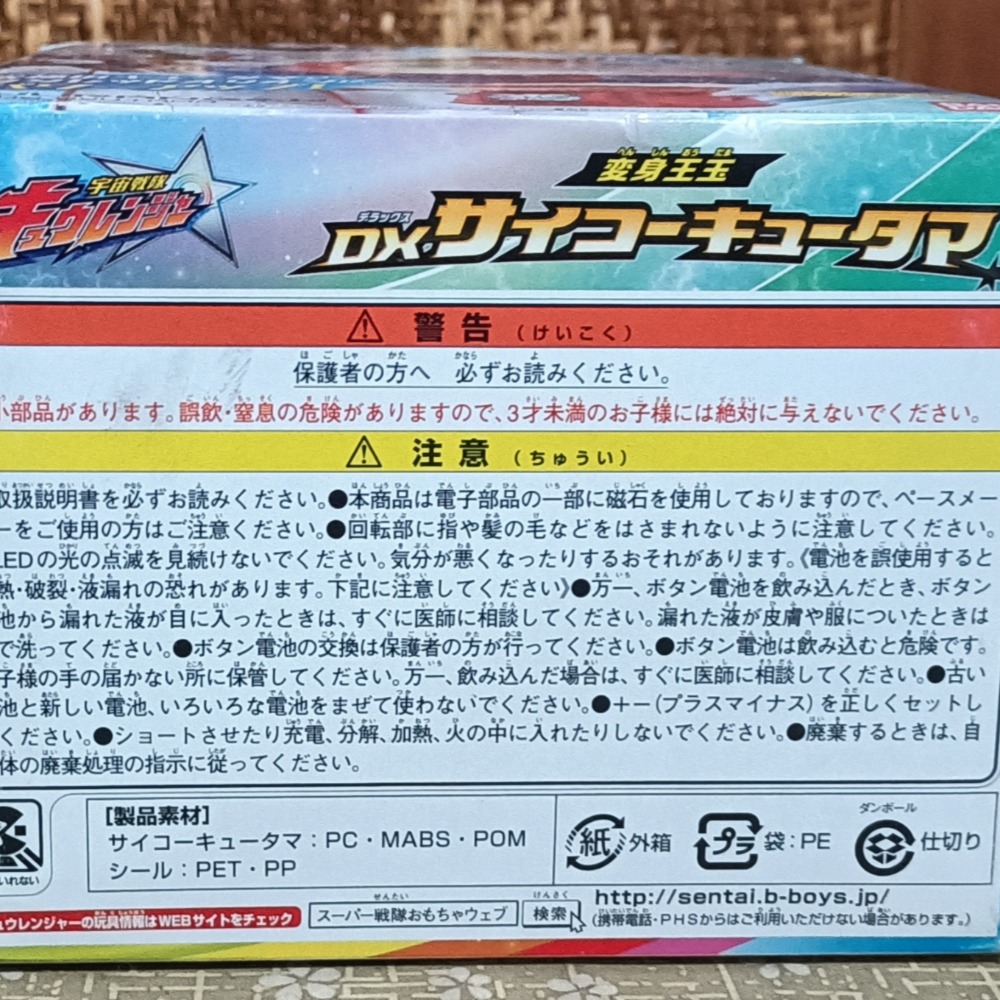 宇宙戦隊
キュウレンジャー
変身王玉
DXサイコーキュータマ
警告(けいこく)
保護者の方へ 必ずお読みください。
小部品があります。誤飲・窒息の危険がありますので、3才未満のお子様には絶対に与えないでください。
注意(ちゅうい)
取扱説明書を必ずお読みください。●本商品は電子部品の一部に磁石を使用しておりますので、ペースメー
ーをご使用の方はご注意ください。●回転部に指や髪の毛などをはさまれないように注意してください。
LEDの光の点滅を見続けないでください。気分が悪くなったりするおそれがあります。《電池を誤使用すると
熱・破裂・液漏れの恐れがあります。下記に注意してください》●万一、ボタン電池を飲み込んだとき、ボタン
池から漏れた液が目に入ったときは、すぐに医師に相談してください。漏れた液が皮膚や服についたときは
で洗ってください。●ボタン電池の交換は保護者の方が行ってください。●ボタン電池は飲み込むと危険です。
子様の手の届かない所に保管してください。万一、飲み込んだ場合は、すぐに医師に相談してください。●古い
池と新しい電池、いろいろな電池をまぜて使わないでください。●+−(プラスマイナス)を正しくセットし
ください。●ショートさせたり充電、分解、加熱、火の中に入れたりしないでください。●廃棄するときは、自
体の廃棄処理の指示に従ってください。
いれない
[製品素材]
サイコーキュータマ:PC・MABS・POM
シール:PET・PP
紙 外箱
プラ 袋:PE
ダンボール
仕切り
ュウレンジャーの玩具情報はWEBサイトをチェック
スーパー戦隊おもちゃウェブ 検索
http://sentai.b-boys.jp/
(携帯電話・PHSからはご利用いただけない場合があります。)